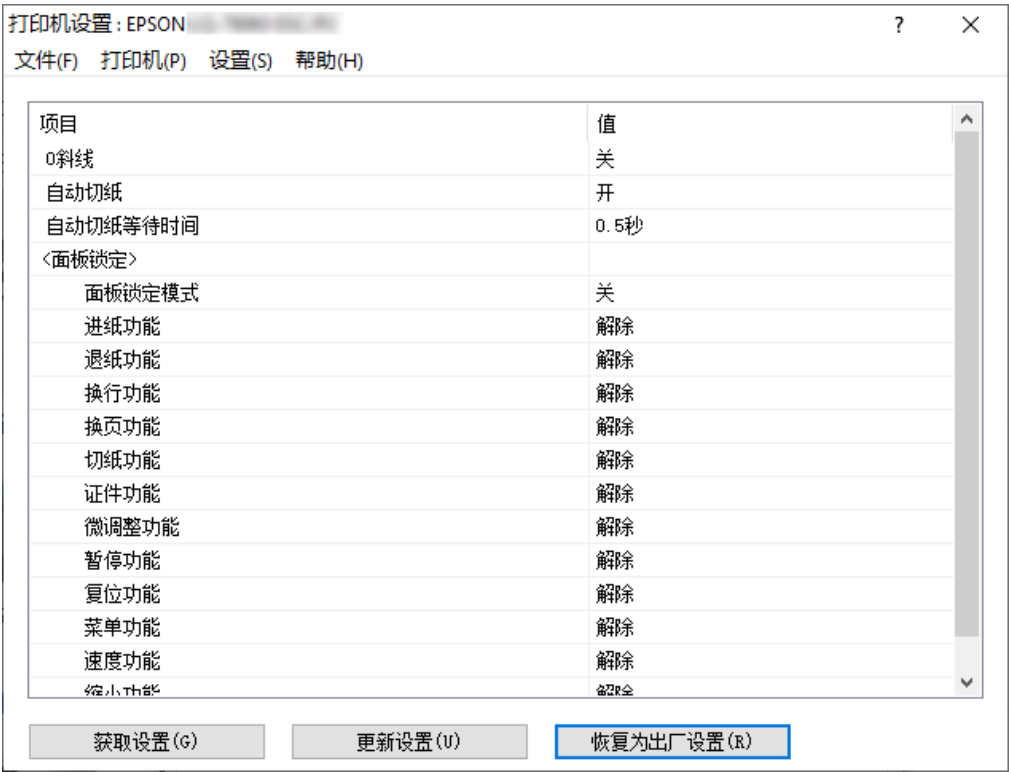 打印机设置 : EPSON
? ×
文件(F) 打印机(P) 设置(S) 帮助(H)
项目 值
0斜线 关
自动切纸 开
自动切纸等待时间 0.5秒
<面板锁定>
面板锁定模式 关
进纸功能 解除
退纸功能 解除
换行功能 解除
换页功能 解除
切纸功能 解除
证件功能 解除
微调整功能 解除
暂停功能 解除
复位功能 解除
菜单功能 解除
速度功能 解除
缩小功能 解除
获取设置(G) 更新设置(U) 恢复为出厂设置(R)